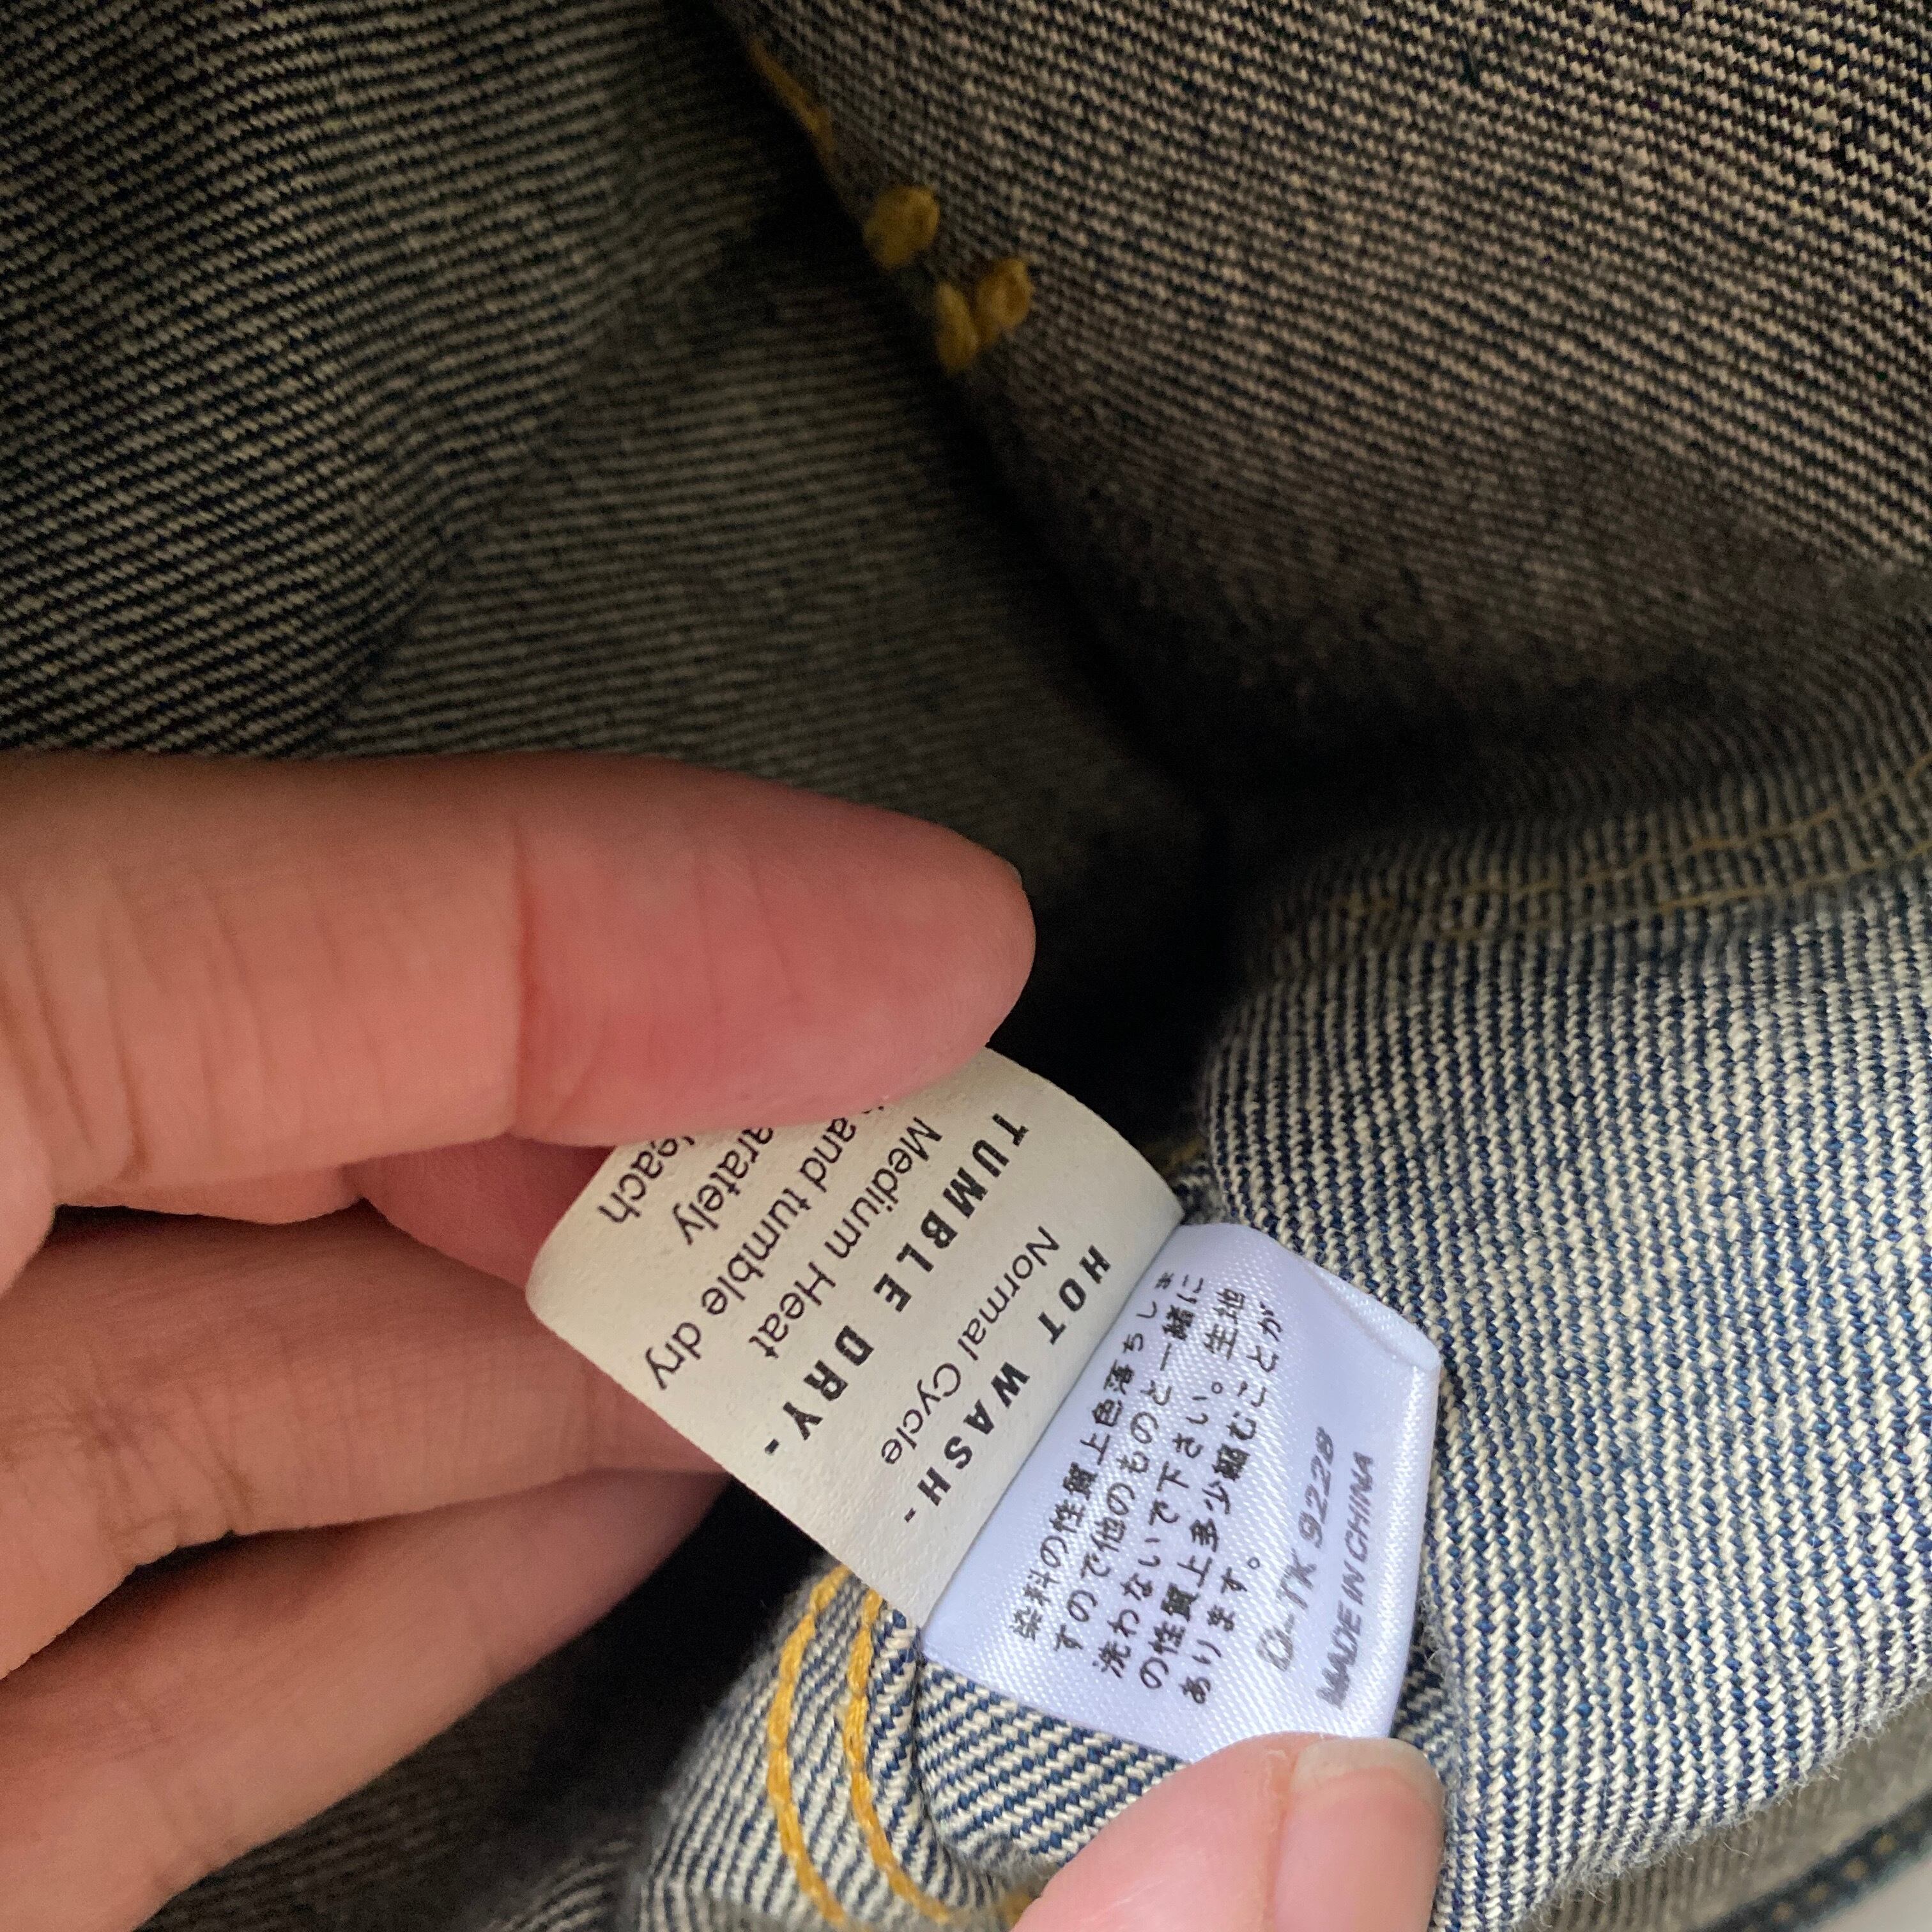 HOT WASH -
Normal Cycle
TUMBLE DRY -
Medium Heat
and tumble dry
arately
leach
染料の性質上色落ちしま
すので他のものと一緒に
洗わないで下さい。生地
の性質上多少縮むことが
あります。
D-TK 9228
MADE IN CHINA